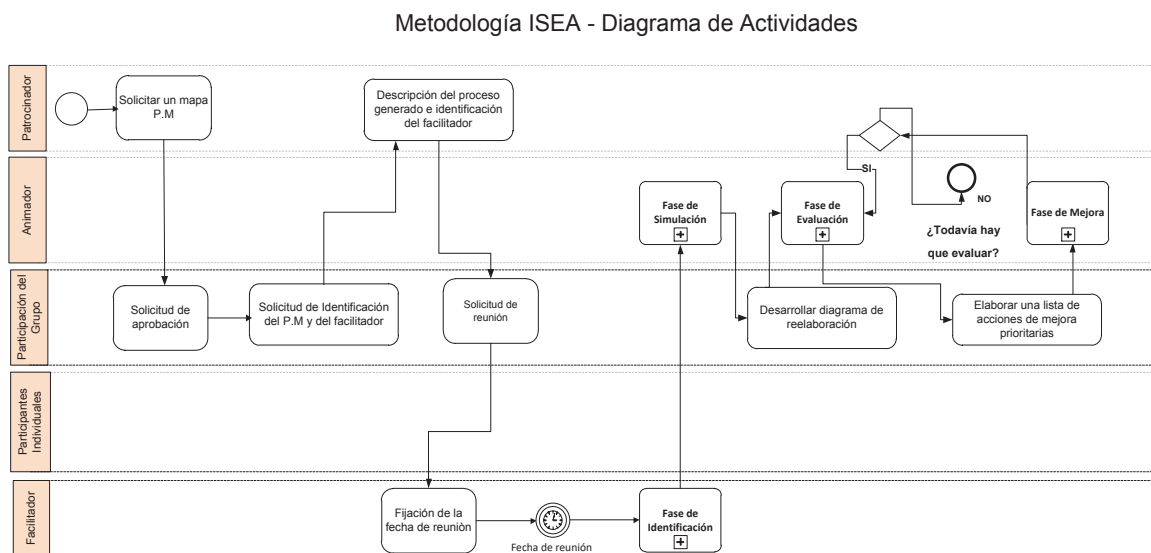 Metodología ISEA - Diagrama de Actividades
Patrocinador
Solicitar un mapa
P.M
Descripción del proceso
generado e identificación
del facilitador
Animador
Fase de
Simulación
Fase de
Evaluación
SI
NO
¿Todavía hay
que evaluar?
Fase de Mejora
Participación del
Grupo
Solicitud de
aprobación
Solicitud de Identificación
del P.M y del facilitador
Solicitud de
reunión
Desarrollar diagrama de
reelaboración
Elaborar una lista de
acciones de mejora
prioritarias
Participantes
Individuales
Facilitador
Fijación de la
fecha de reuniòn
Fecha de reunión
Fase de
Identificación